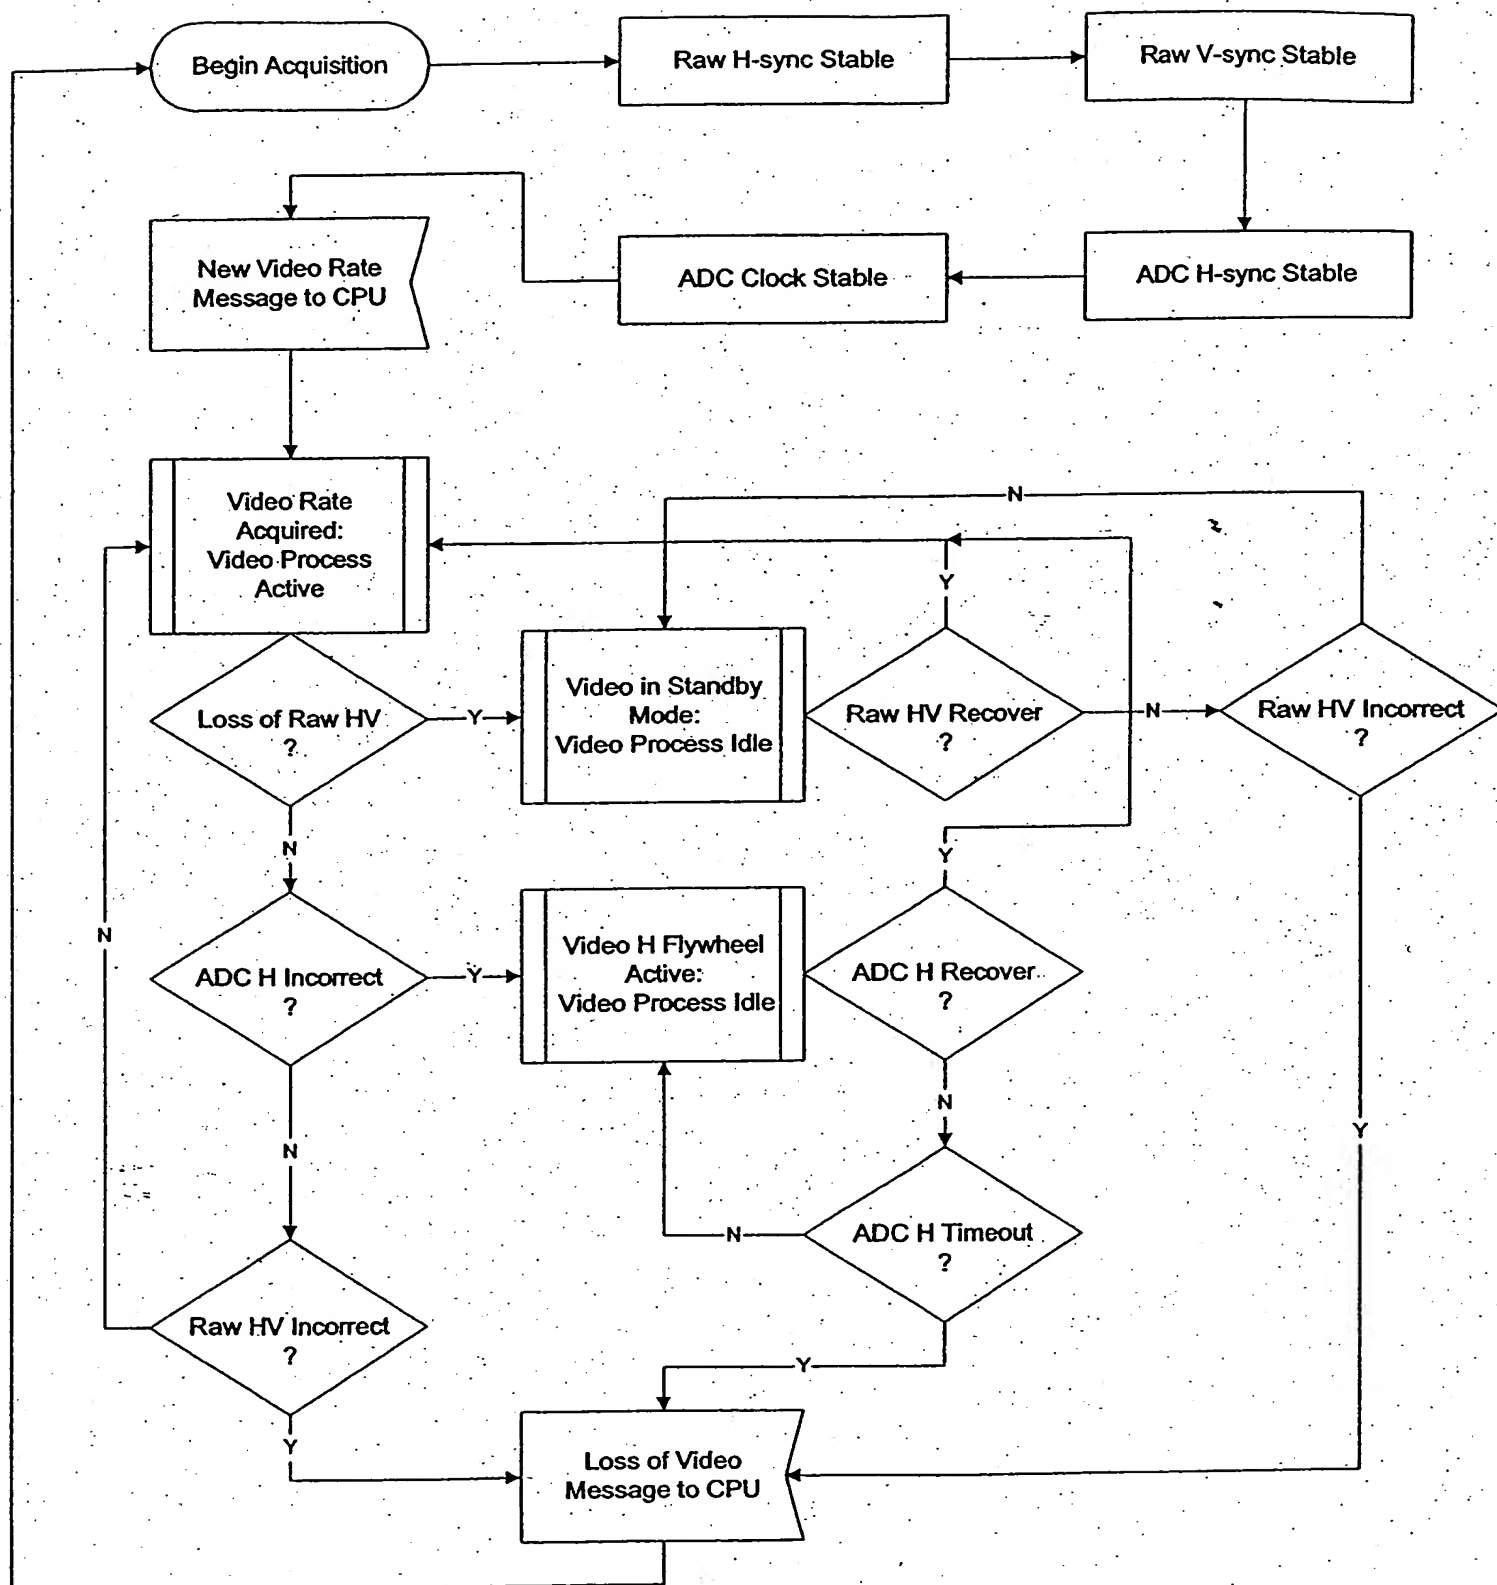 Begin Acquisition
Raw H-sync Stable
Raw V-sync Stable
New Video Rate
Message to CPU
ADC Clock Stable
ADC H-sync Stable
Video Rate
Acquired:
Video Process
Active
N
Y
Loss of Raw HV
?
Y
Video in Standby
Mode:
Video Process Idle
Raw HV Recover
?
N
Raw HV Incorrect
?
N
Y
N
ADC H Incorrect
?
Y
Video H Flywheel
Active:
Video Process Idle
ADC H Recover
?
N
N
Y
ADC H Timeout
?
N
Raw HV Incorrect
?
Y
Y
Loss of Video
Message to CPU